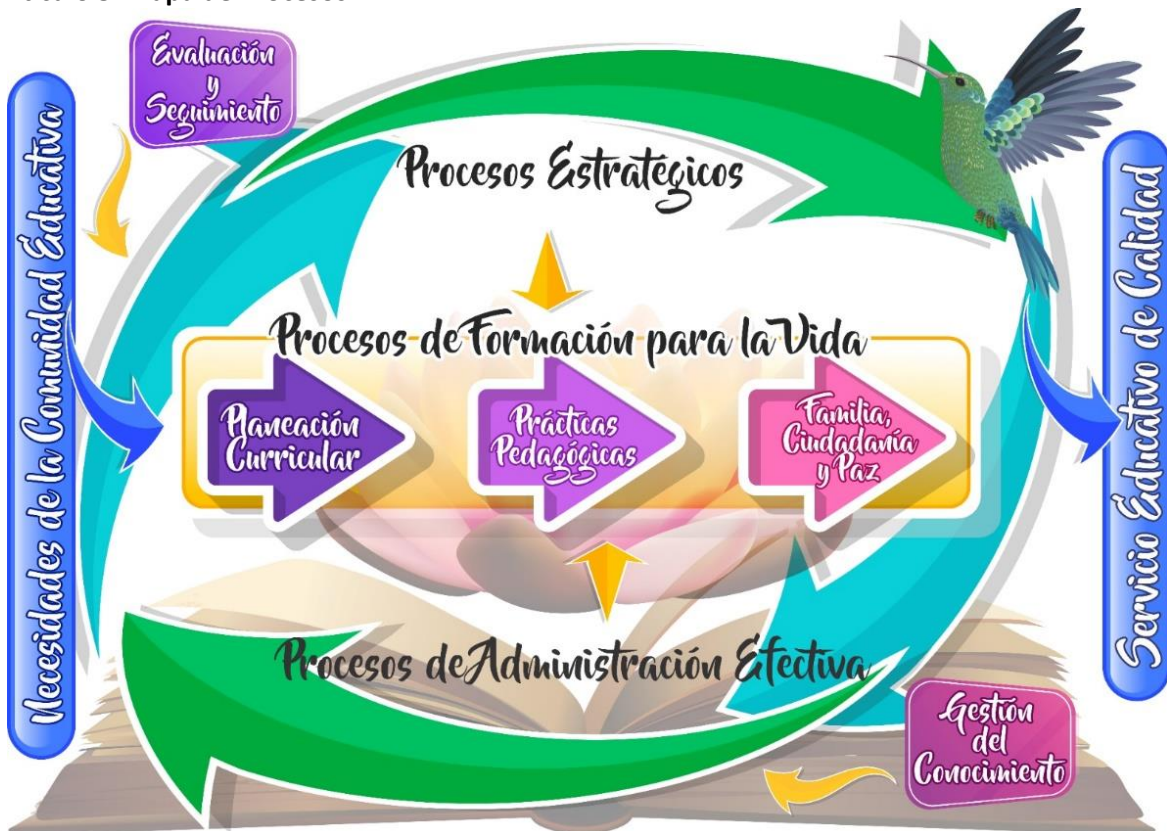 Evaluación
y
Seguimiento
Necesidades de la Comunidad Educativa
Procesos Estratégicos
Servicio Educativo de Calidad
Procesos de Formación para la Vida
Planeación
Curricular
Prácticas
Pedagógicas
Familia,
Ciudadanía
y Paz
Procesos de Administración Efectiva
Gestión
del
Conocimiento